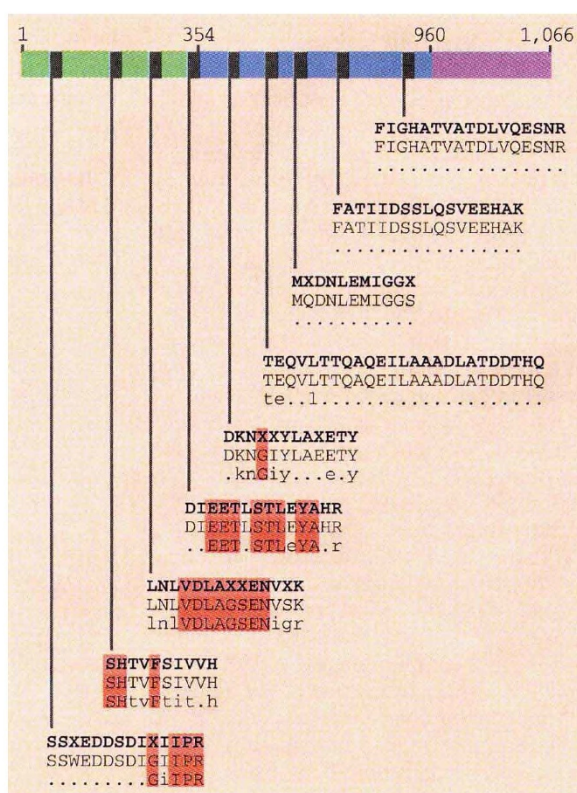 1 354 960 1,066
FIGHATVATDLVQESNR
FIGHATVATDLVQESNR
.................
FATIIDSSLQSVEEHAK
FATIIDSSLQSVEEHAK
.................
MXDNLEMIGGX
MQDNLEMIGGS
...........
TEQVLTTQAQEILAAADLATDDTHQ
TEQVLTTQAQEILAAADLATDDTHQ
te..l....................
DKNXXYLAXETY
DKNGIYLAEETY
.knGiy...e.y
DIEETLSTLEYAHR
DIEETLSTLEYAHR
..EET.STLeYA.r
LNLVDLAXXENVXK
LNLVDLAGSENVSK
lnlVDLAGSENigr
SHTVFSIVVH
SHTVFSIVVH
SHtvFtit.h
SSXEDDSDIXIIPR
SSWEDDSDIGIIPR
.........GiIPR